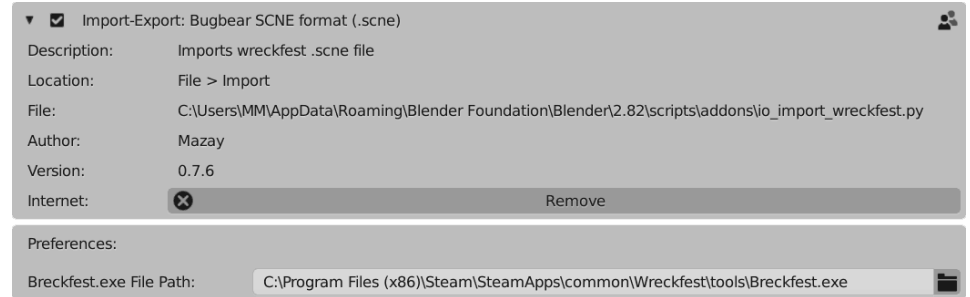 Import-Export: Bugbear SCNE format (.scne)
Description: Imports wreckfest .scne file
Location: File > Import
File: C:\Users\MM\AppData\Roaming\Blender Foundation\Blender\2.82\scripts\addons\io_import_wreckfest.py
Author: Mazay
Version: 0.7.6
Internet: Remove
Preferences:
Breckfest.exe File Path: C:\Program Files (x86)\Steam\SteamApps\common\Wreckfest\tools\Breckfest.exe